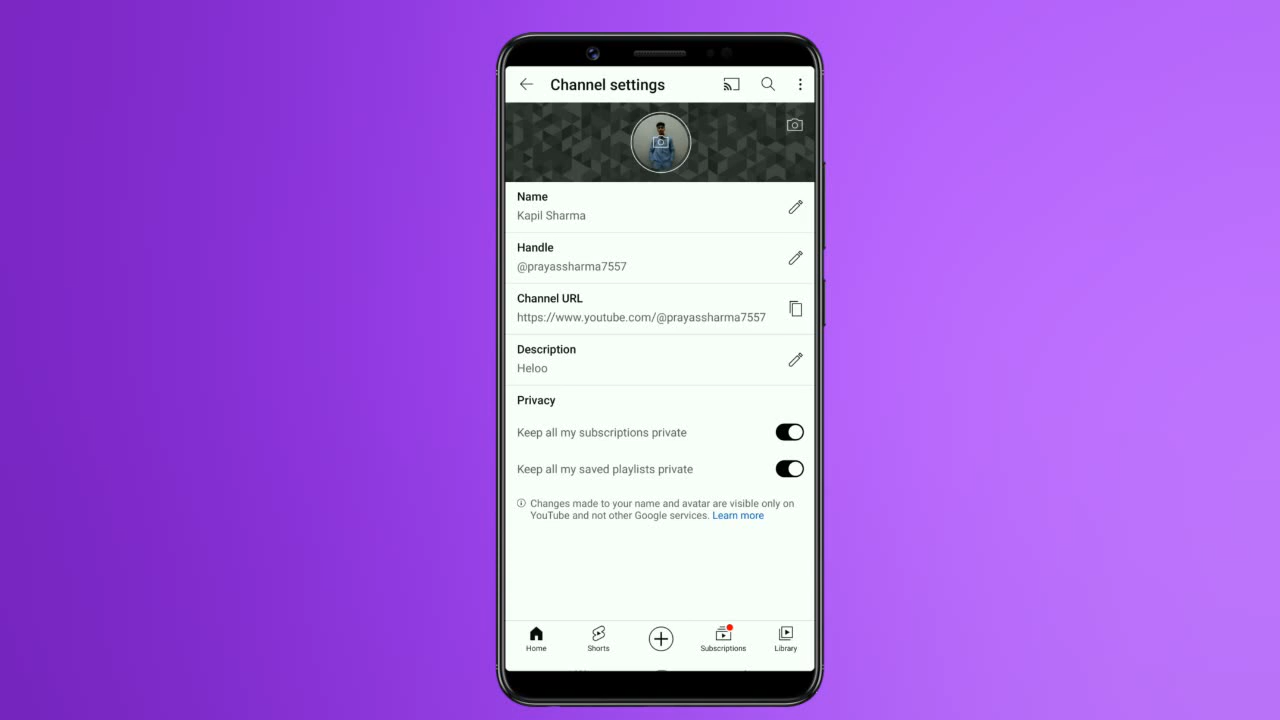 Channel settings
Name
Kapil Sharma
Handle
@prayassharma7557
Channel URL
https://www.youtube.com/@prayassharma7557
Description
Heloo
Privacy
Keep all my subscriptions private
Keep all my saved playlists private
Changes made to your name and avatar are visible only on
YouTube and not other Google services. Learn more
Home
Shorts
Subscriptions
Library